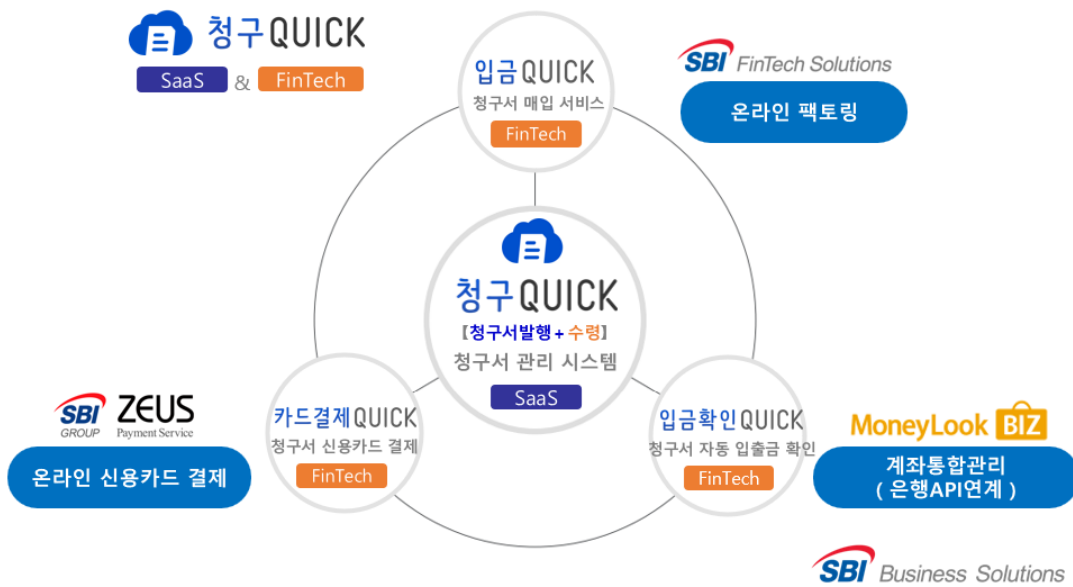 청구QUICK
SaaS & FinTech
입금QUICK
청구서 매입 서비스
FinTech
SBI FinTech Solutions
온라인 팩토링
청구QUICK
【청구서발행 + 수령】
청구서 관리 시스템
SaaS
SBI GROUP
ZEUS
Payment Service
온라인 신용카드 결제
카드결제QUICK
청구서 신용카드 결제
FinTech
입금확인QUICK
청구서 자동 입출금 확인
FinTech
MoneyLook BIZ
계좌통합관리
( 은행API연계 )
SBI Business Solutions